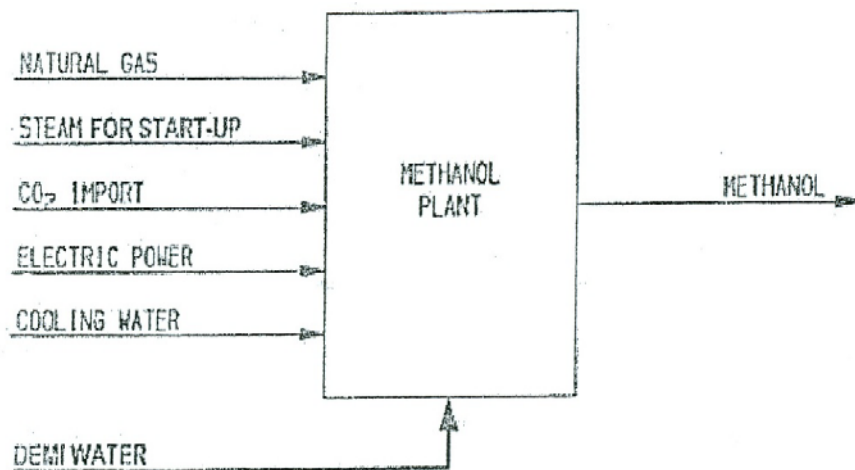 NATURAL GAS
STEAM FOR START-UP
CO₂ IMPORT
ELECTRIC POWER
COOLING WATER
METHANOL
PLANT
METHANOL
DEMI WATER